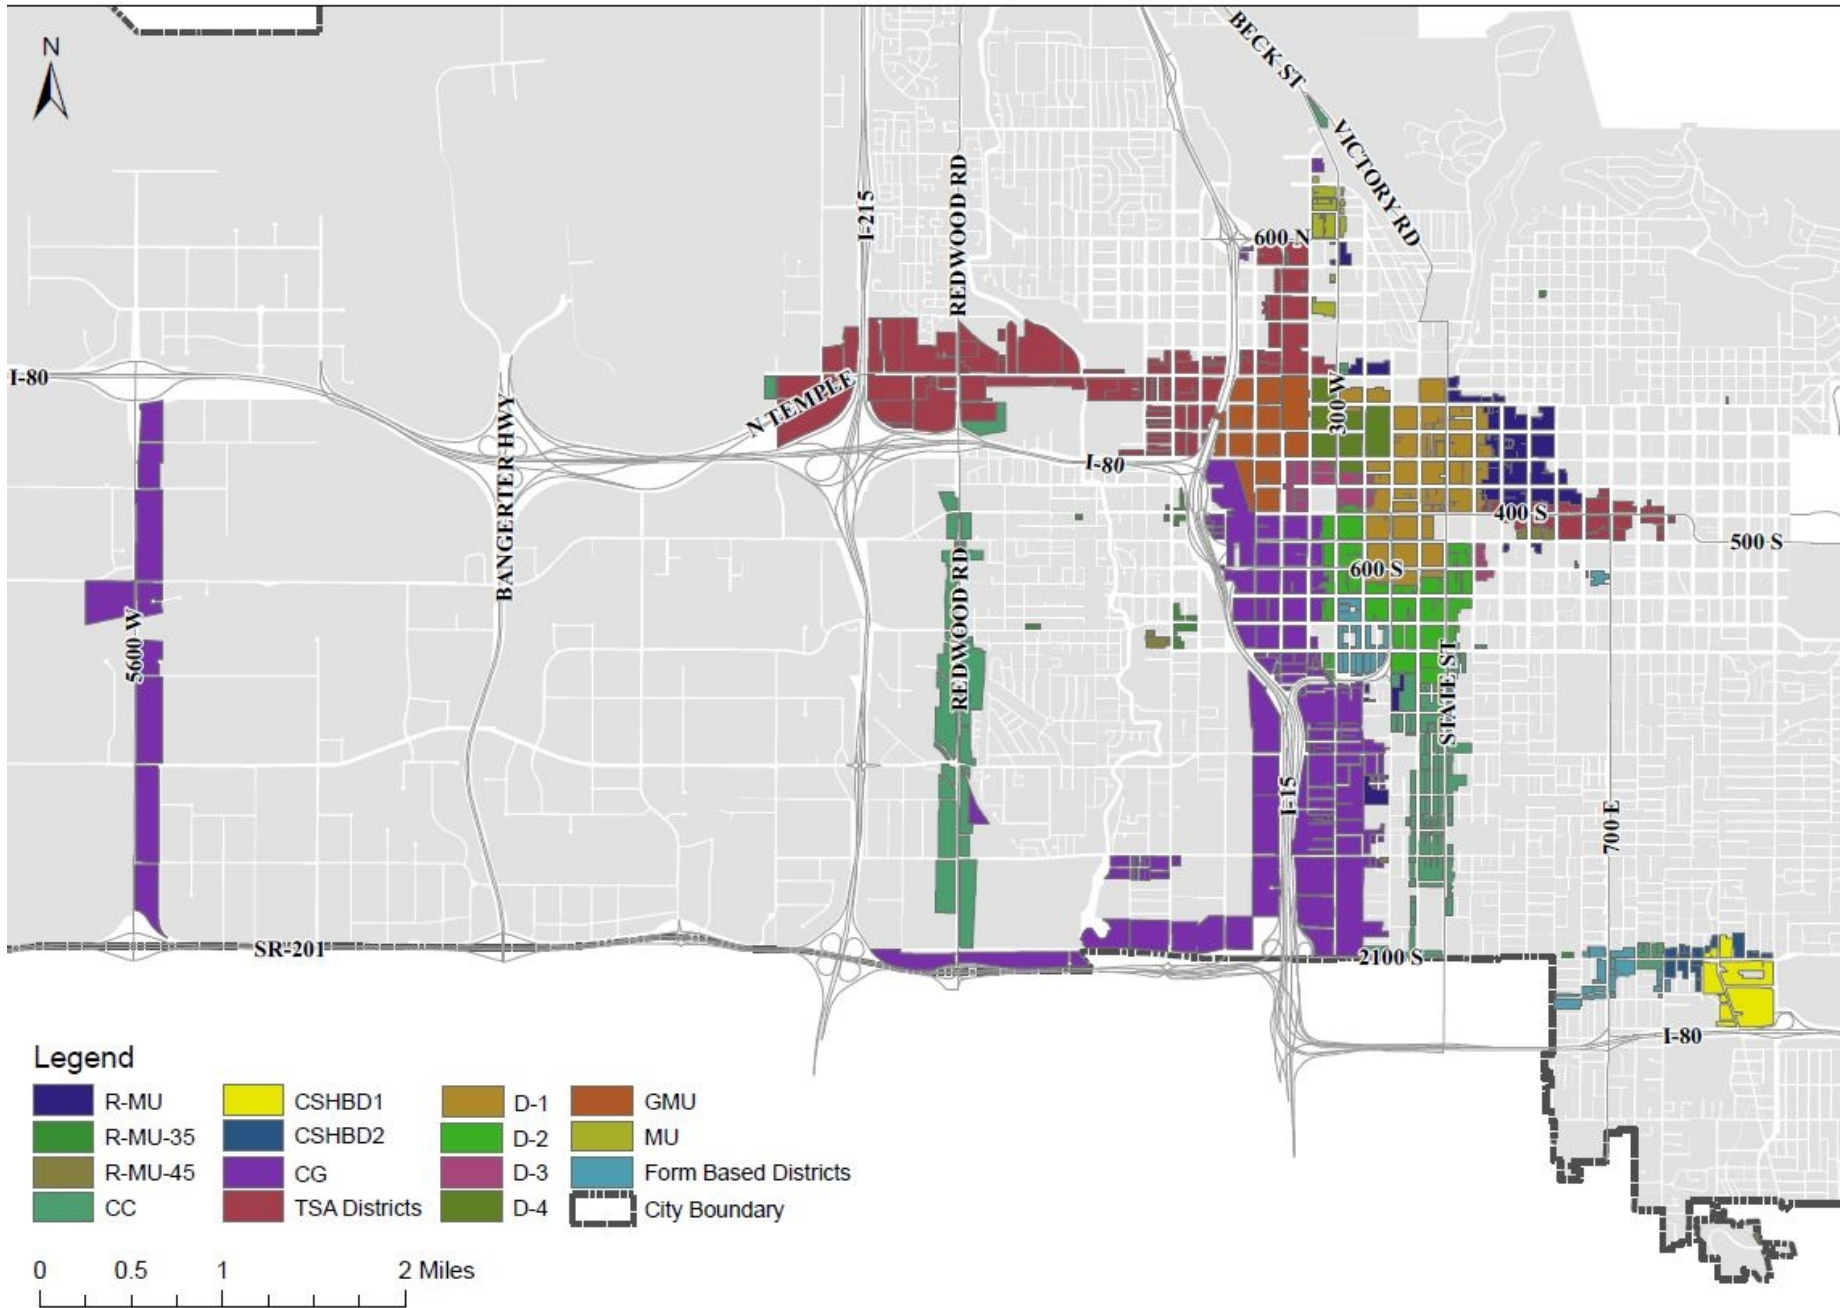 N
BECK ST
VICTORY RD
REDWOOD RD
I-215
600 N
I-80
N TEMPLE
300 W
BANGERTER HWY
I-80
400 S
500 S
REDWOOD RD
600 S
5600 W
STATE ST
I-15
700 E
SR-201
2100 S
I-80
Legend
R-MU
CSHBD1
D-1
GMU
R-MU-35
CSHBD2
D-2
MU
R-MU-45
CG
D-3
Form Based Districts
CC
TSA Districts
D-4
City Boundary
0 0.5 1 2 Miles